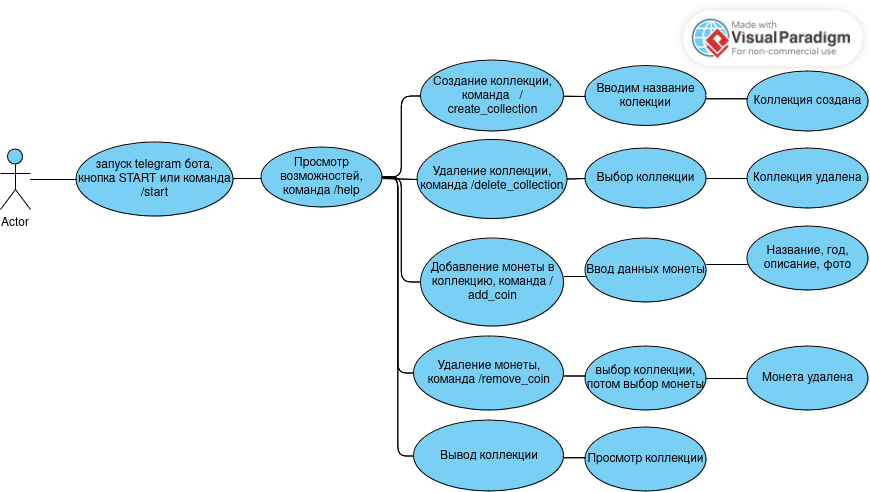 Made with
VisualParadigm
For non-commercial use
Actor
запуск telegram бота,
кнопка START или команда
/start
Просмотр
возможностей,
команда /help
Создание коллекции,
команда /
create_collection
Вводим название
колекции
Коллекция создана
Удаление коллекции,
команда /delete_collection
Выбор коллекции
Коллекция удалена
Добавление монеты в
коллекцию, команда /
add_coin
Ввод данных монеты
Название, год,
описание, фото
Удаление монеты,
команда /remove_coin
выбор коллекции,
потом выбор монеты
Монета удалена
Вывод коллекции
Просмотр коллекции